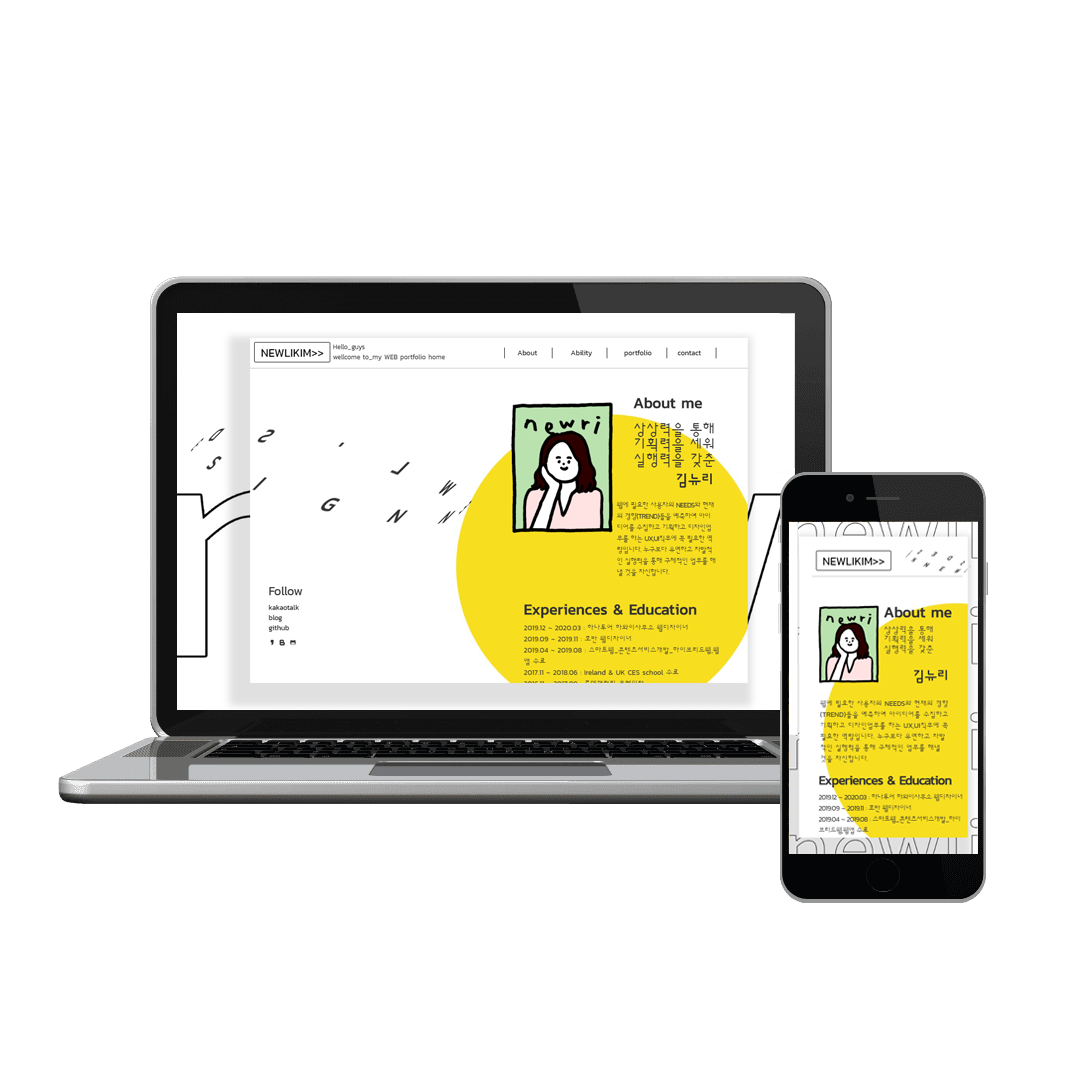 NEWLIKIM>>
Hello_guys
wellcome to_my WEB portfolio home
About
Ability
portfolio
contact
newri
About me
상상력을 통해
기획력을 세워
실행력을 갖춘
김뉴리
웹에 필요한 사용자의 NEEDS와 현재
의 경향(TREND)들을 예측하여 아이
디어를 수집하고 기획하고 디자인업
무를 하는 UX,UI직무에 꼭 필요한 역
량입니다. 누구보다 유연하고 자발적
인 실행력을 통해 구체적인 업무를 해
낼 것을 자신합니다.
Follow
kakaotalk
blog
github
Experiences & Education
2019.12 ~ 2020.03 : 하나투어 하와이사무소 웹디자이너
2019.09 ~ 2019.11 : 호반 웹디자이너
2019.04 ~ 2019.08 : 스마트웹_콘텐츠서비스개발_하이브리드웹,웹
앱 수료
2017.11 ~ 2018.06 : Ireland & UK CES school 수료
NEWLIKIM>>
newri
About me
상상력을 통해
기획력을 세워
실행력을 갖춘
김뉴리
웹에 필요한 사용자의 NEEDS와 현재의 경향
(TREND)들을 예측하여 아이디어를 수집하고
기획하고 디자인업무를 하는 UX,UI직무에 꼭
필요한 역량입니다. 누구보다 유연하고 자발
적인 실행력을 통해 구체적인 업무를 해낼
것을 자신합니다.
Experiences & Education
2019.12 ~ 2020.03 : 하나투어 하와이사무소 웹디자이너
2019.09 ~ 2019.11 : 호반 웹디자이너
2019.04 ~ 2019.08 : 스마트웹_콘텐츠서비스개발_하이
브리드웹,웹앱 수료